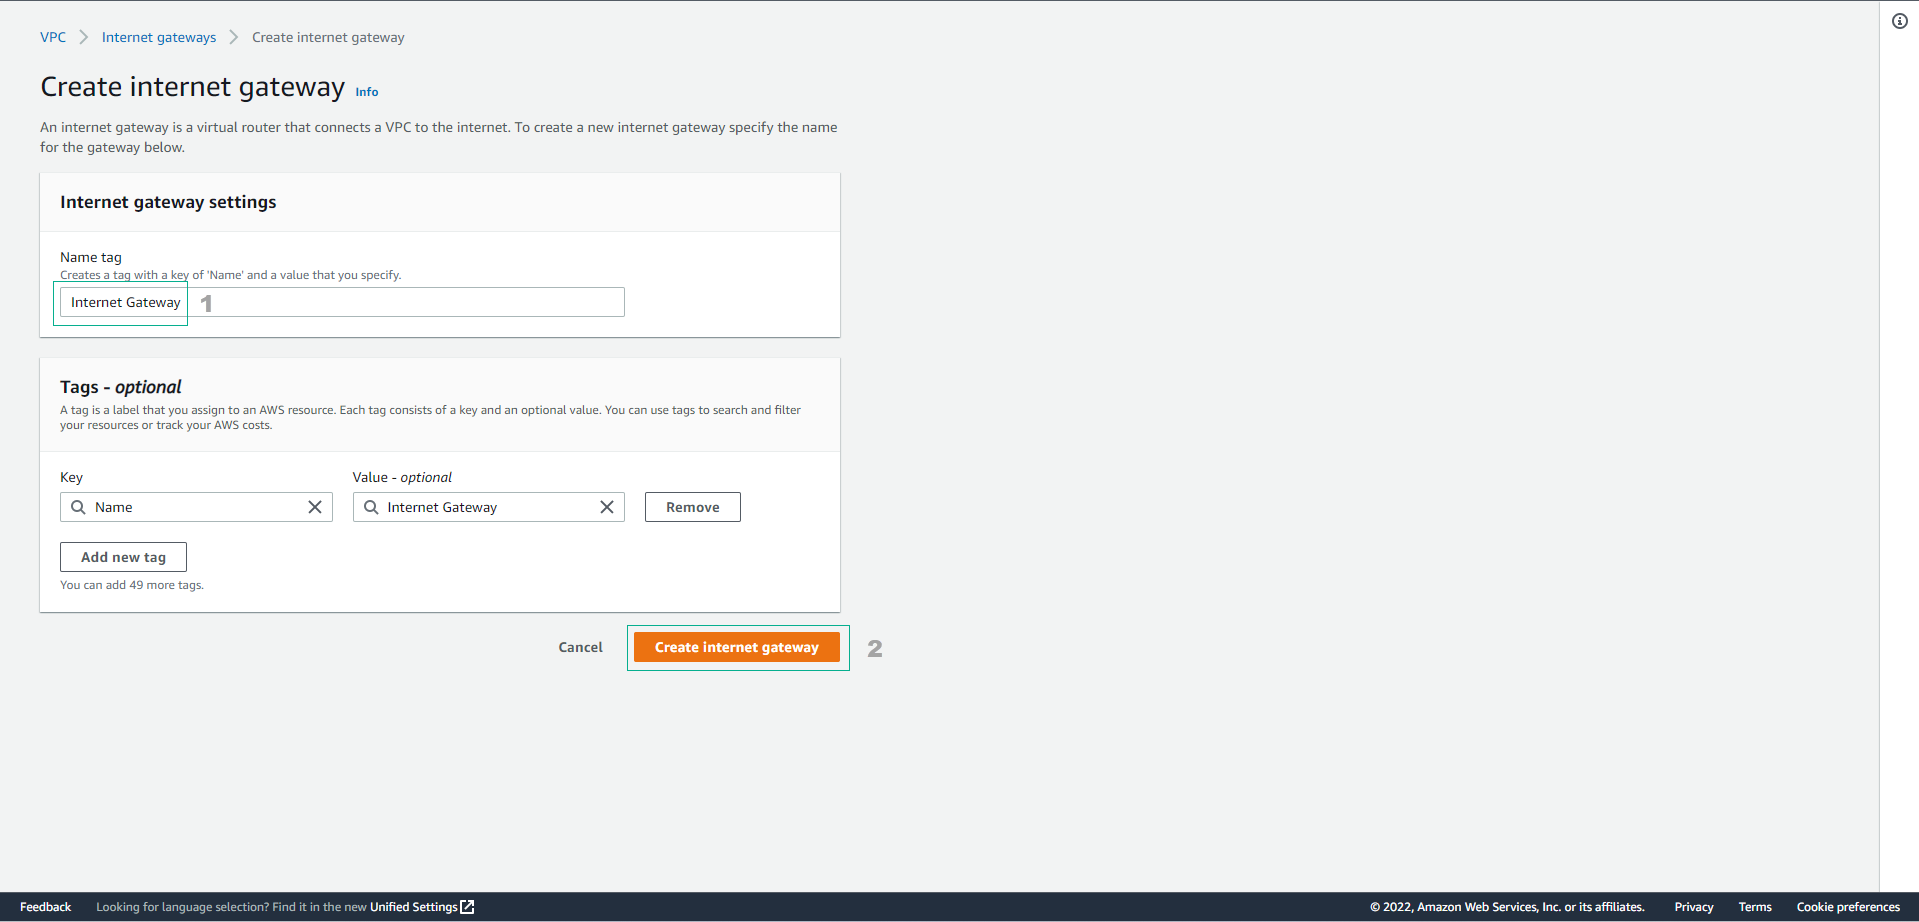 VPC > Internet gateways > Create internet gateway
Create internet gateway Info
An internet gateway is a virtual router that connects a VPC to the internet. To create a new internet gateway specify the name
for the gateway below.
Internet gateway settings
Name tag
Creates a tag with a key of 'Name' and a value that you specify.
Internet Gateway 1
Tags - optional
A tag is a label that you assign to an AWS resource. Each tag consists of a key and an optional value. You can use tags to search and filter
your resources or track your AWS costs.
Key Value - optional
Name Internet Gateway Remove
Add new tag
You can add 49 more tags.
Cancel Create internet gateway 2
Feedback Looking for language selection? Find it in the new Unified Settings © 2022, Amazon Web Services, Inc. or its affiliates. Privacy Terms Cookie preferences